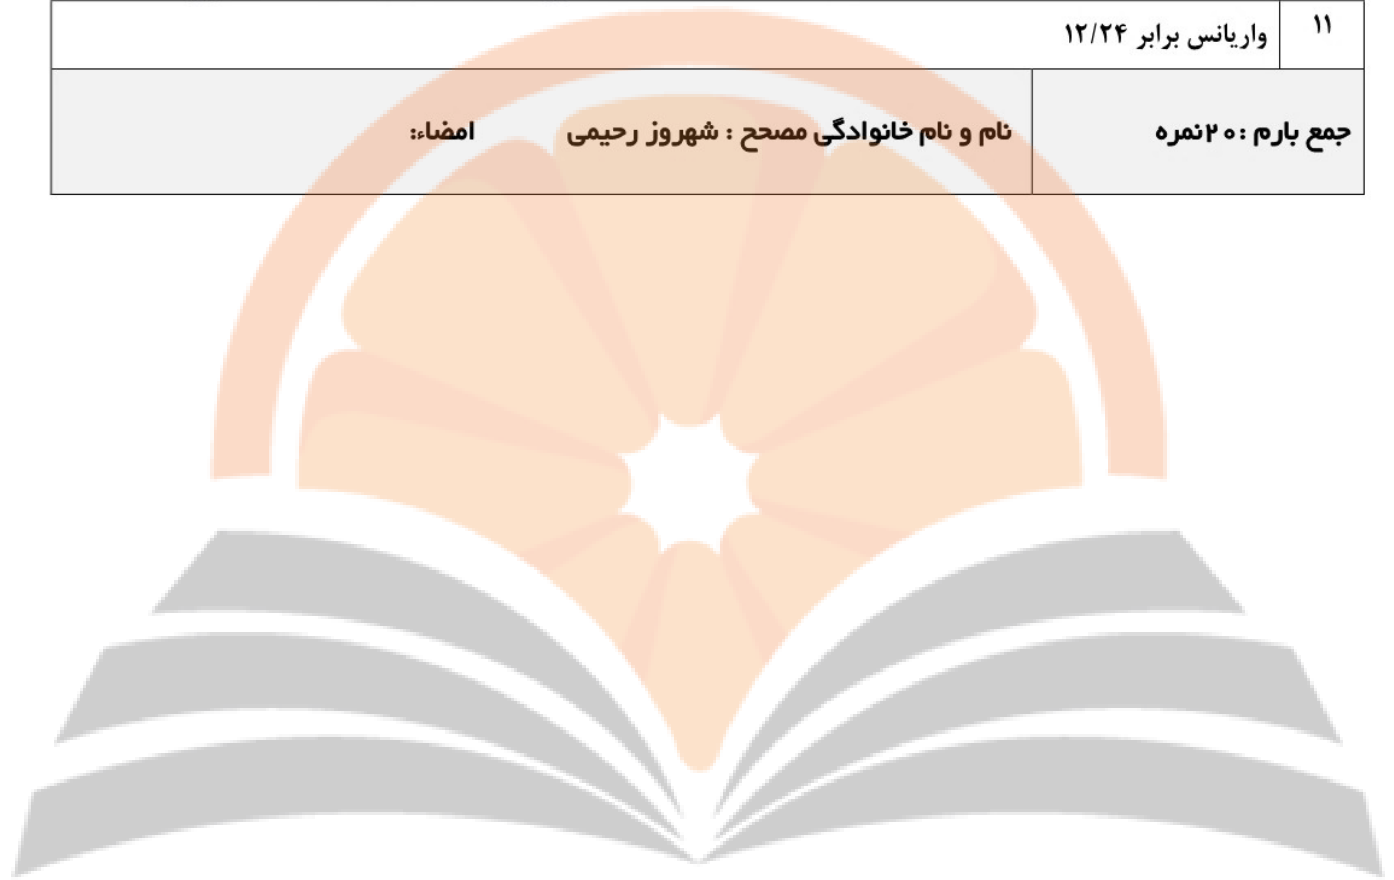 ۱۱ واریانس برابر ۱۲/۲۴
جمع بارم :۲۰نمره نام و نام خانوادگی مصحح : شهروز رحیمی امضاء: